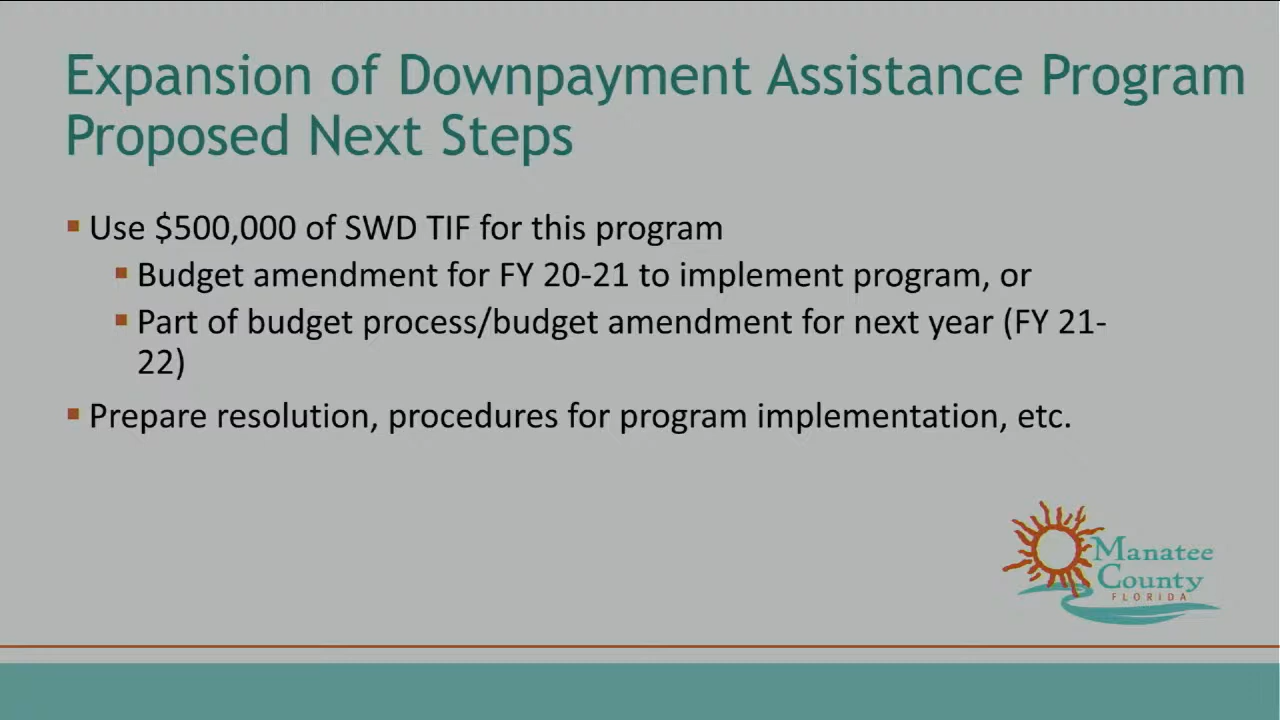 Expansion of Downpayment Assistance Program
Proposed Next Steps
▪ Use $500,000 of SWD TIF for this program
▪ Budget amendment for FY 20-21 to implement program, or
▪ Part of budget process/budget amendment for next year (FY 21-
22)
▪ Prepare resolution, procedures for program implementation, etc.
Manatee
County
FLORIDA